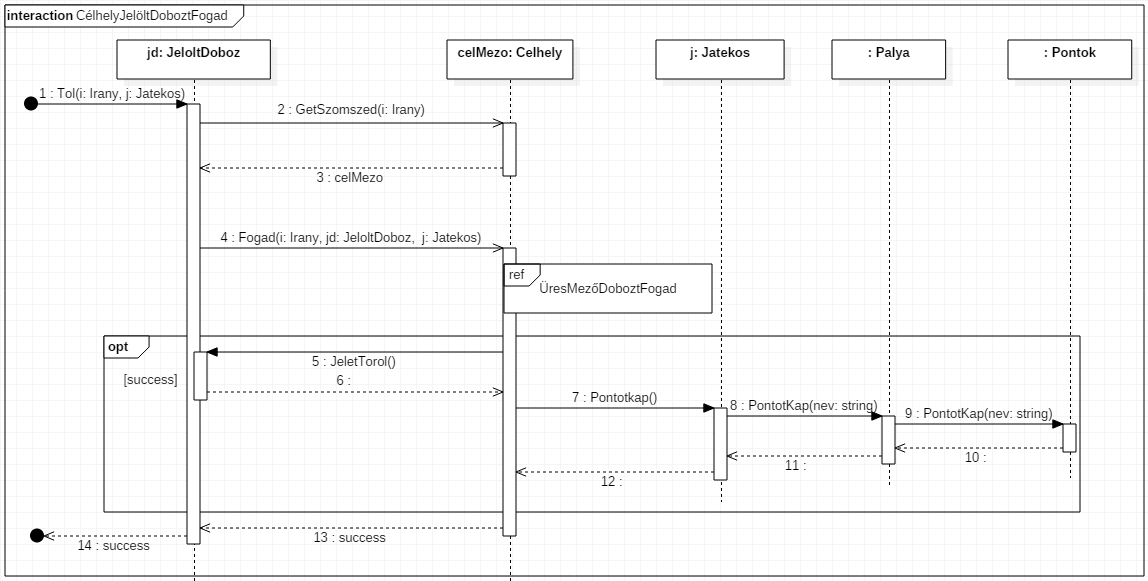 interaction CélhelyJelöltDoboztFogad
jd: JeloltDoboz
celMezo: Celhely
j: Jatekos
: Palya
: Pontok
1 : Tol(i: Irany, j: Jatekos)
2 : GetSzomszed(i: Irany)
3 : celMezo
4 : Fogad(i: Irany, jd: JeloltDoboz,  j: Jatekos)
ref
ÜresMezőDoboztFogad
opt
[success]
5 : JeletTorol()
6 :
7 : Pontotkap()
8 : PontotKap(nev: string)
9 : PontotKap(nev: string)
10 :
11 :
12 :
13 : success
14 : success